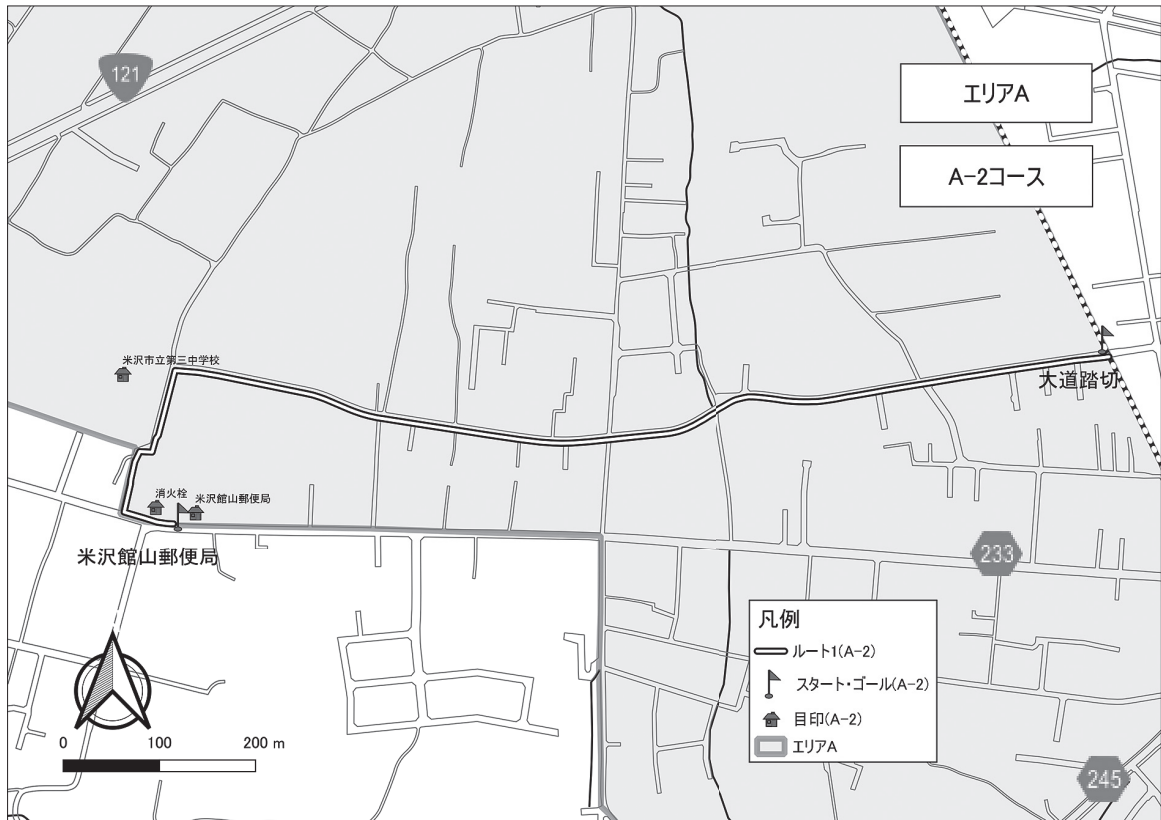 121
エリアA
A-2コース
米沢市立第三中学校
大道踏切
消火栓
米沢館山郵便局
米沢館山郵便局
233
凡例
ルート1(A-2)
スタート・ゴール(A-2)
目印(A-2)
エリアA
0 100 200 m
245